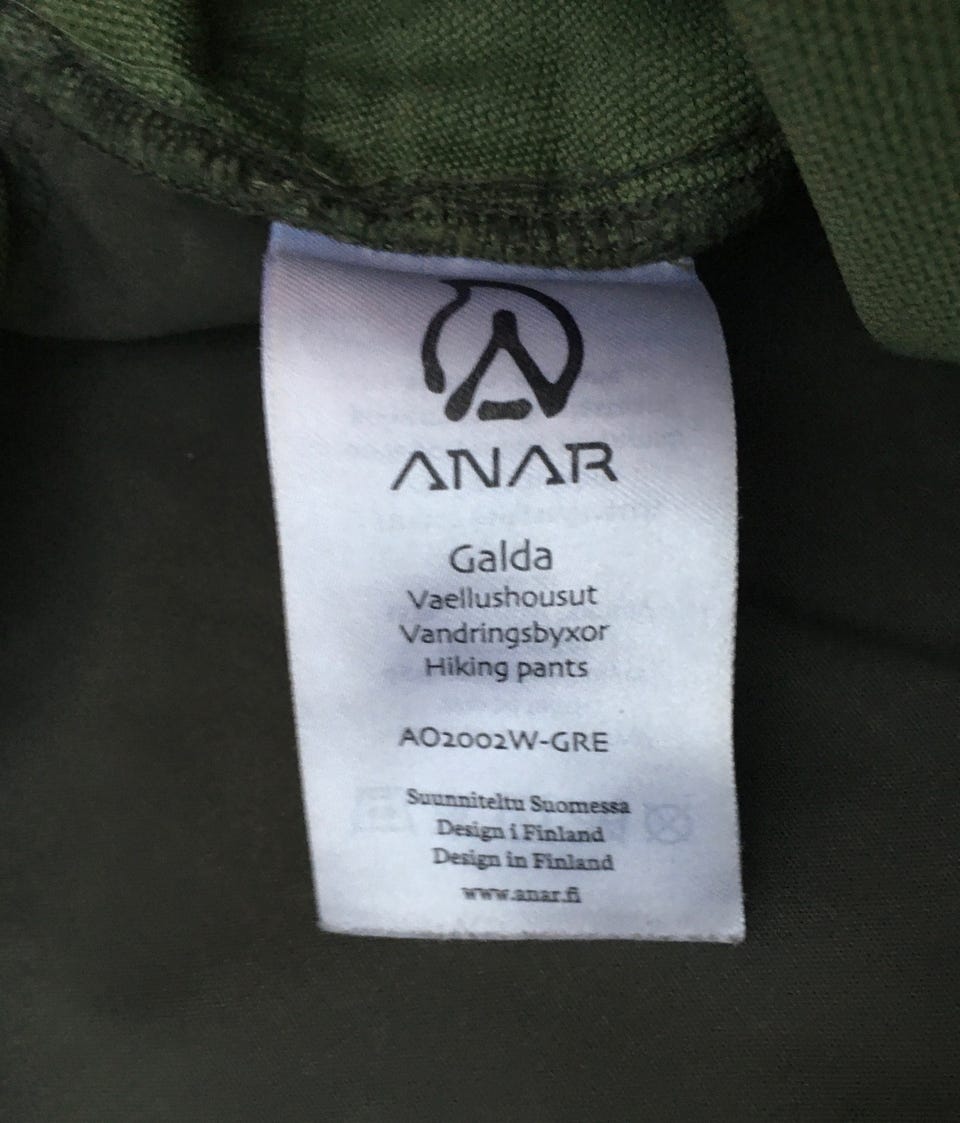 ANAR
Galda
Vaellushousut
Vandringsbyxor
Hiking pants
AO2002W-GRE
Suunniteltu Suomessa
Design i Finland
Design in Finland
www.anar.fi